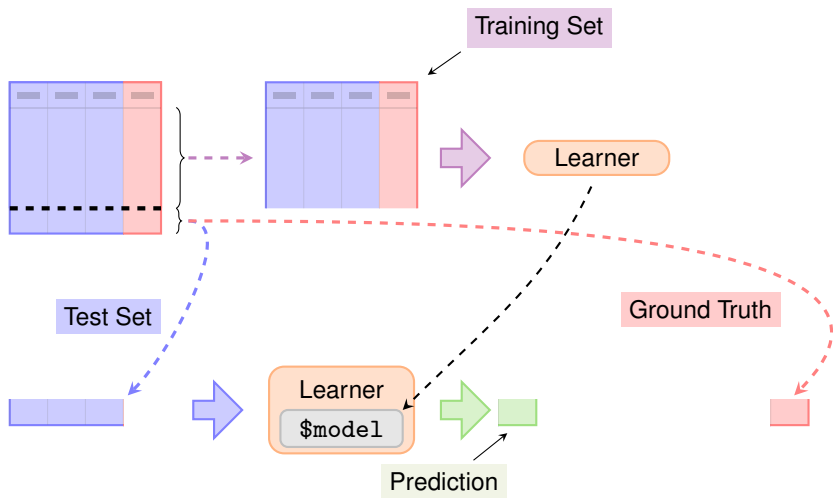 Training Set
Learner
Test Set
Ground Truth
Learner
$model
Prediction